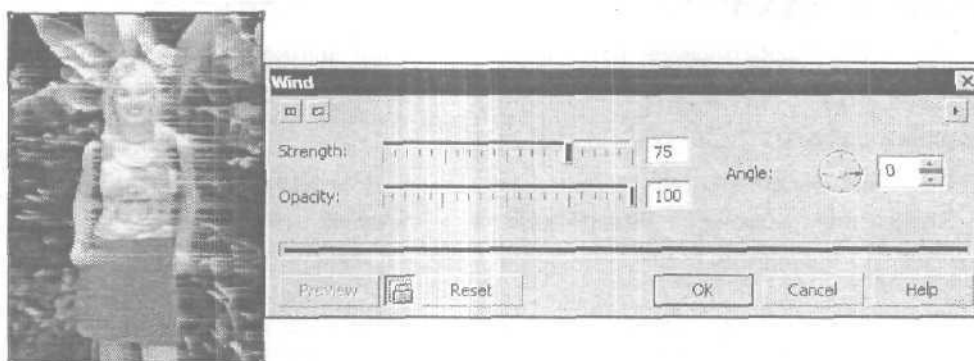 Wind
Strength: 75
Angle: 0
Opacity: 100
Preview Reset OK Cancel Help